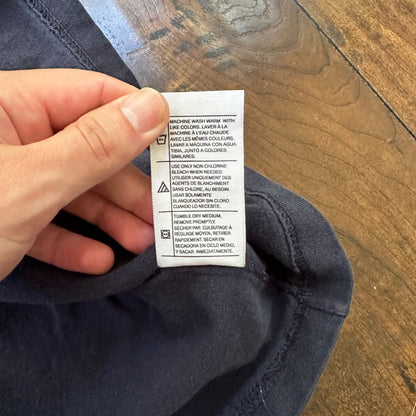 MACHINE WASH WARM WITH
LIKE COLORS. LAVER À LA
MACHINE À L'EAU CHAUDE
AVEC LES MÊMES COULEURS.
LAVAR A MAQUINA CON AGUA
TIBIA, JUNTO A COLORES
SIMILARES.
USE ONLY NON-CHLORINE
BLEACH WHEN NEEDED.
UTILISER UNIQUEMENT DES
AGENTS DE BLANCHIMENT
SANS CHLORE, AU BESOIN.
USAR SOLAMENTE
BLANQUEADOR SIN CLORO
CUANDO LO NECESITE.
TUMBLE DRY MEDIUM,
REMOVE PROMPTLY.
SÉCHER PAR CULBUTAGE À
RÉGLAGE MOYEN, RETIRER
RAPIDEMENT. SECAR EN
SECADORA EN CICLO MEDIO,
Y SACAR INMEDIATAMENTE.